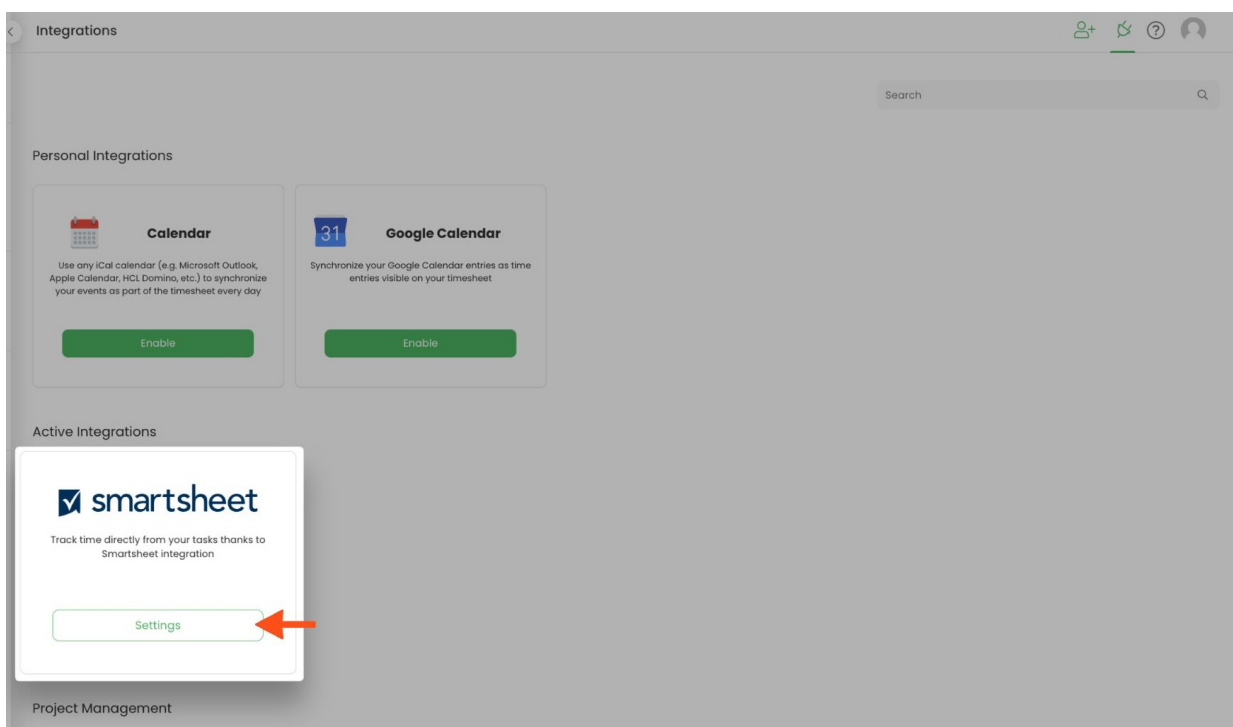 Integrations
Search
Personal Integrations
Calendar
Use any iCal calendar (e.g. Microsoft Outlook,
Apple Calendar, HCL Domino, etc.) to synchronize
your events as part of the timesheet every day
Enable
31
Google Calendar
Synchronize your Google Calendar entries as time
entries visible on your timesheet
Enable
Active Integrations
smartsheet
Track time directly from your tasks thanks to
Smartsheet integration
Settings
Project Management